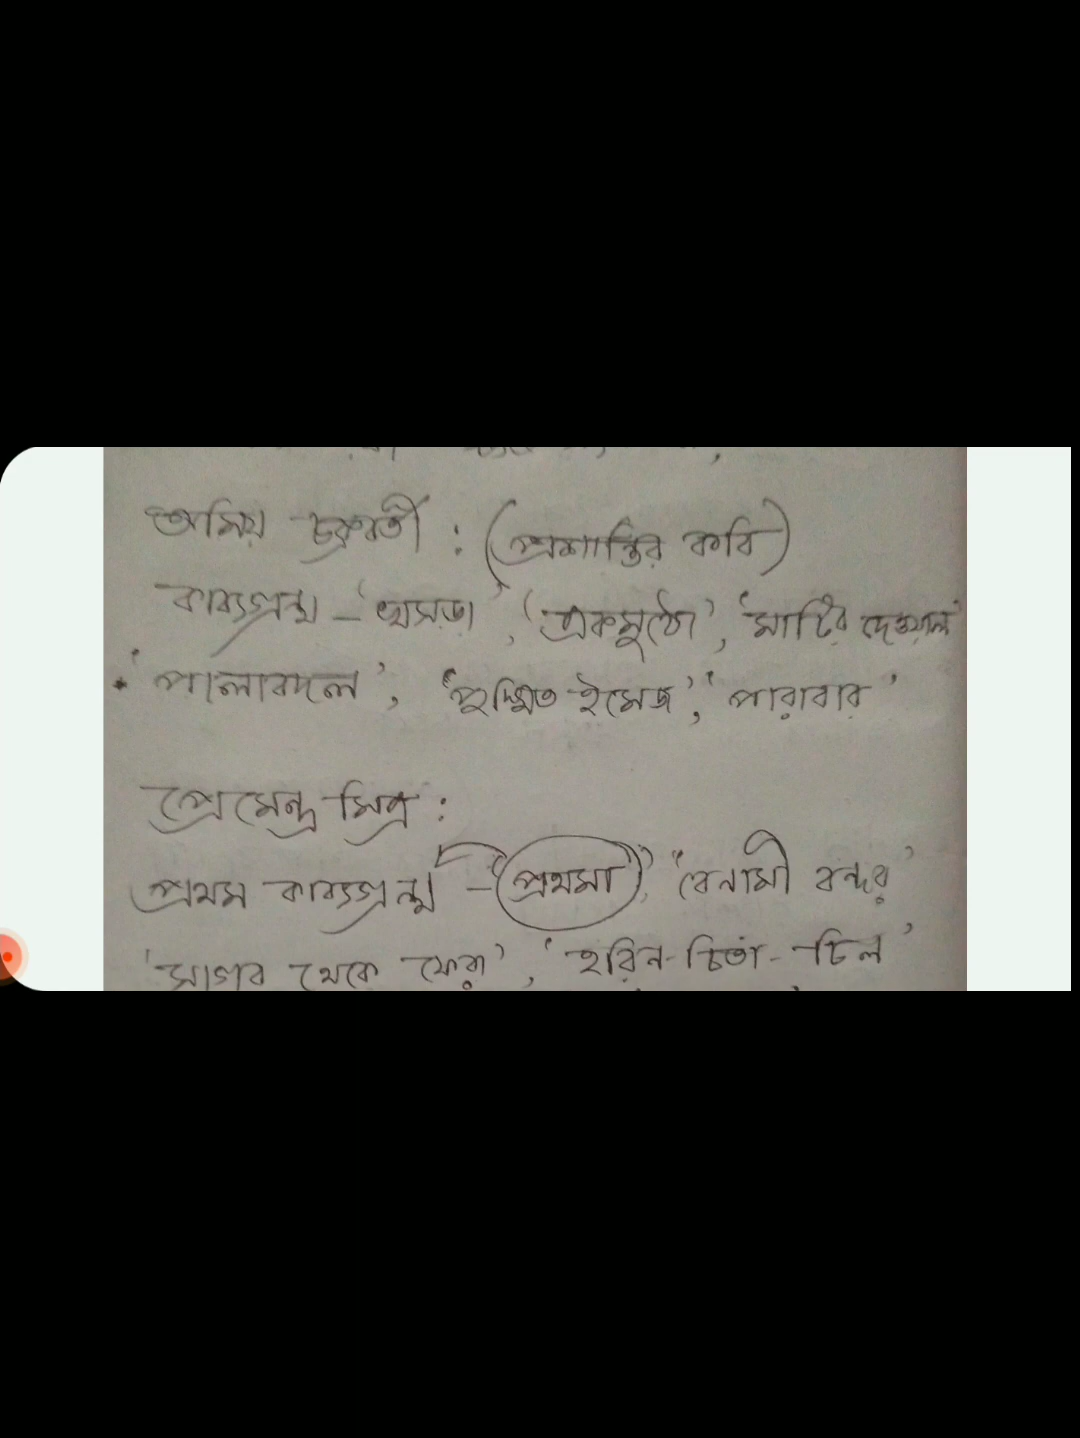 অমিয় চক্রবর্তী : (প্রশান্তির কবি)
কাব্যগ্রন্থ – 'খসড়া', 'একমুঠো', 'মাটির দেওয়াল'
'পালাবদল', 'পুষ্পিত ইমেজ', 'পারাবার'
প্রেমেন্দ্র মিত্র :
প্রথম কাব্যগ্রন্থ – 'প্রথমা', 'বেনামী বন্দর'
'সাগর থেকে ফেরা', 'হরিন-চিতা-চিল'